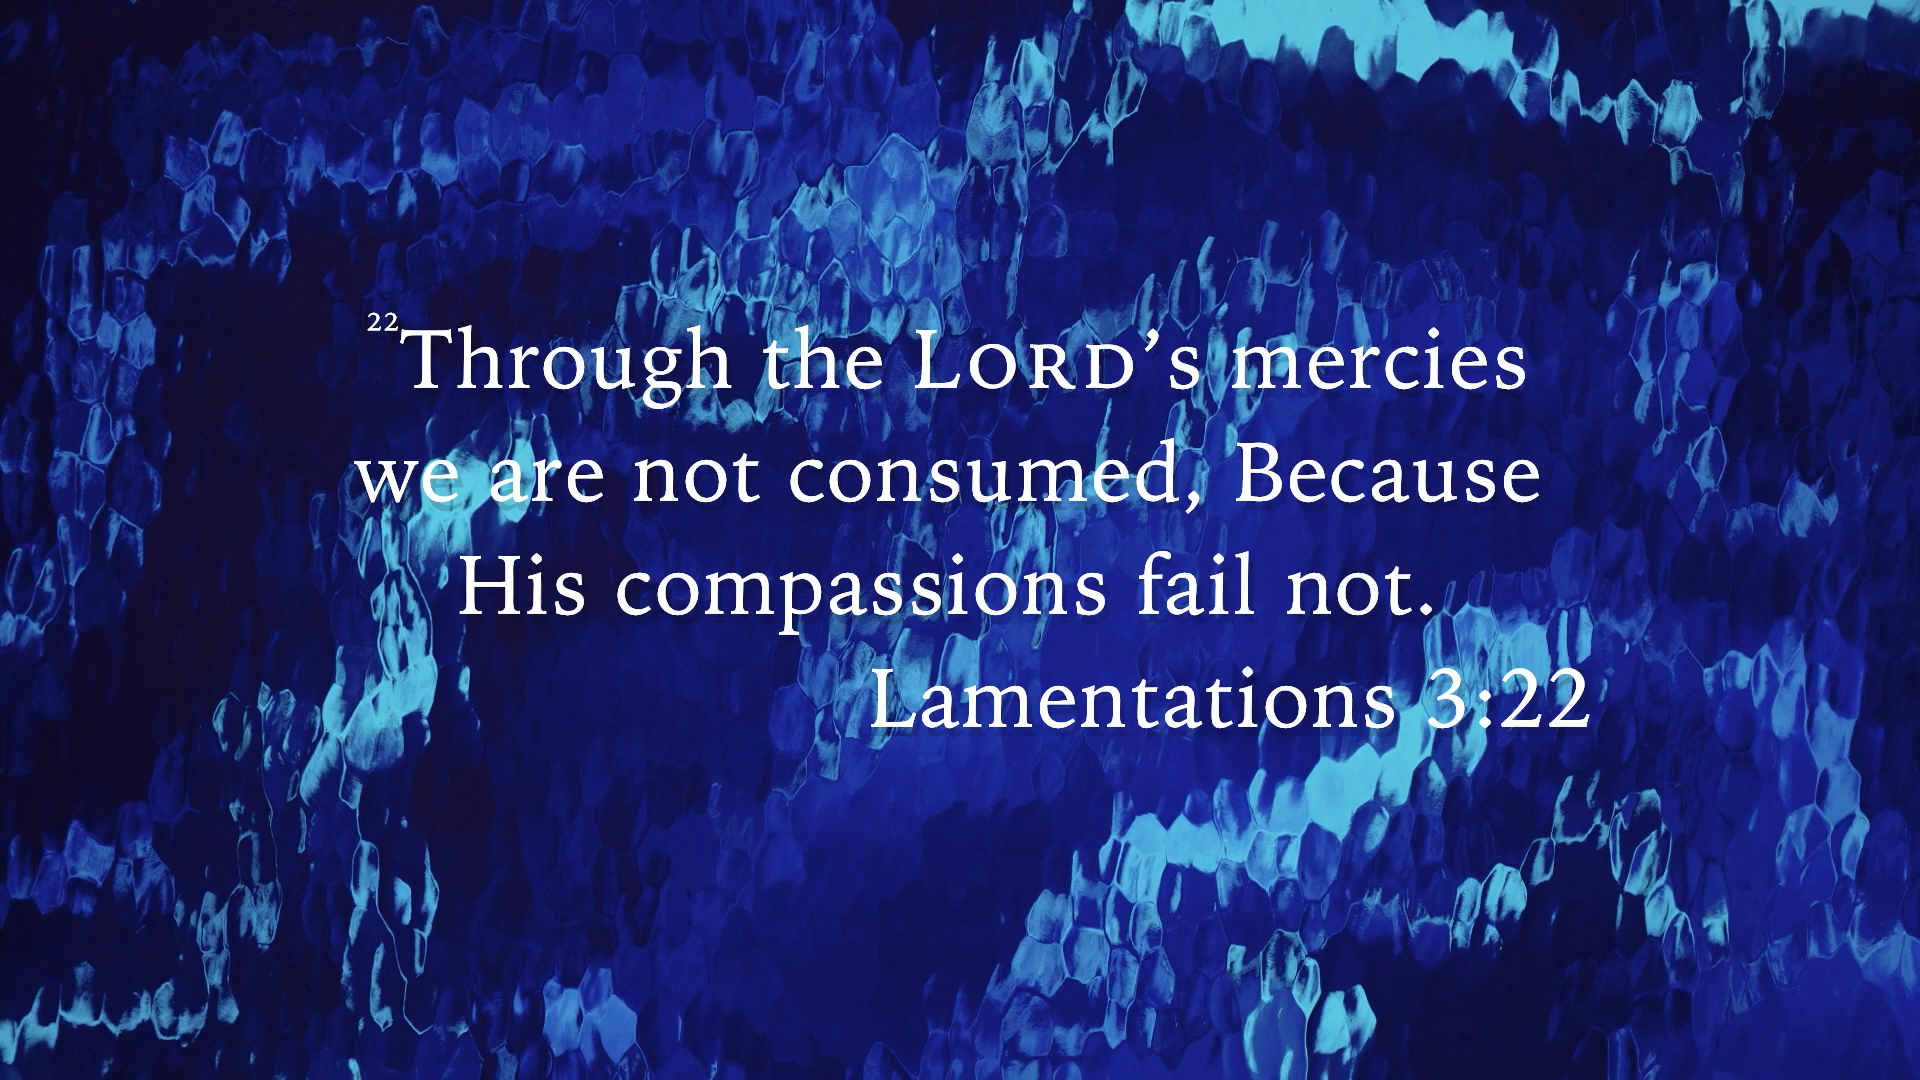 22Through the LORD’s mercies
we are not consumed, Because
His compassions fail not.
Lamentations 3:22